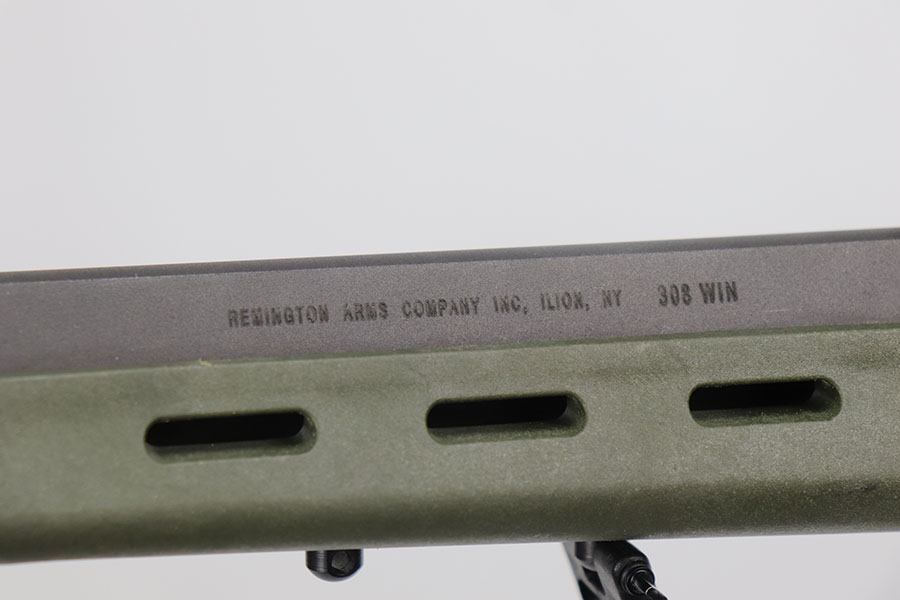 REMINGTON ARMS COMPANY INC, ILION, NY 308 WIN